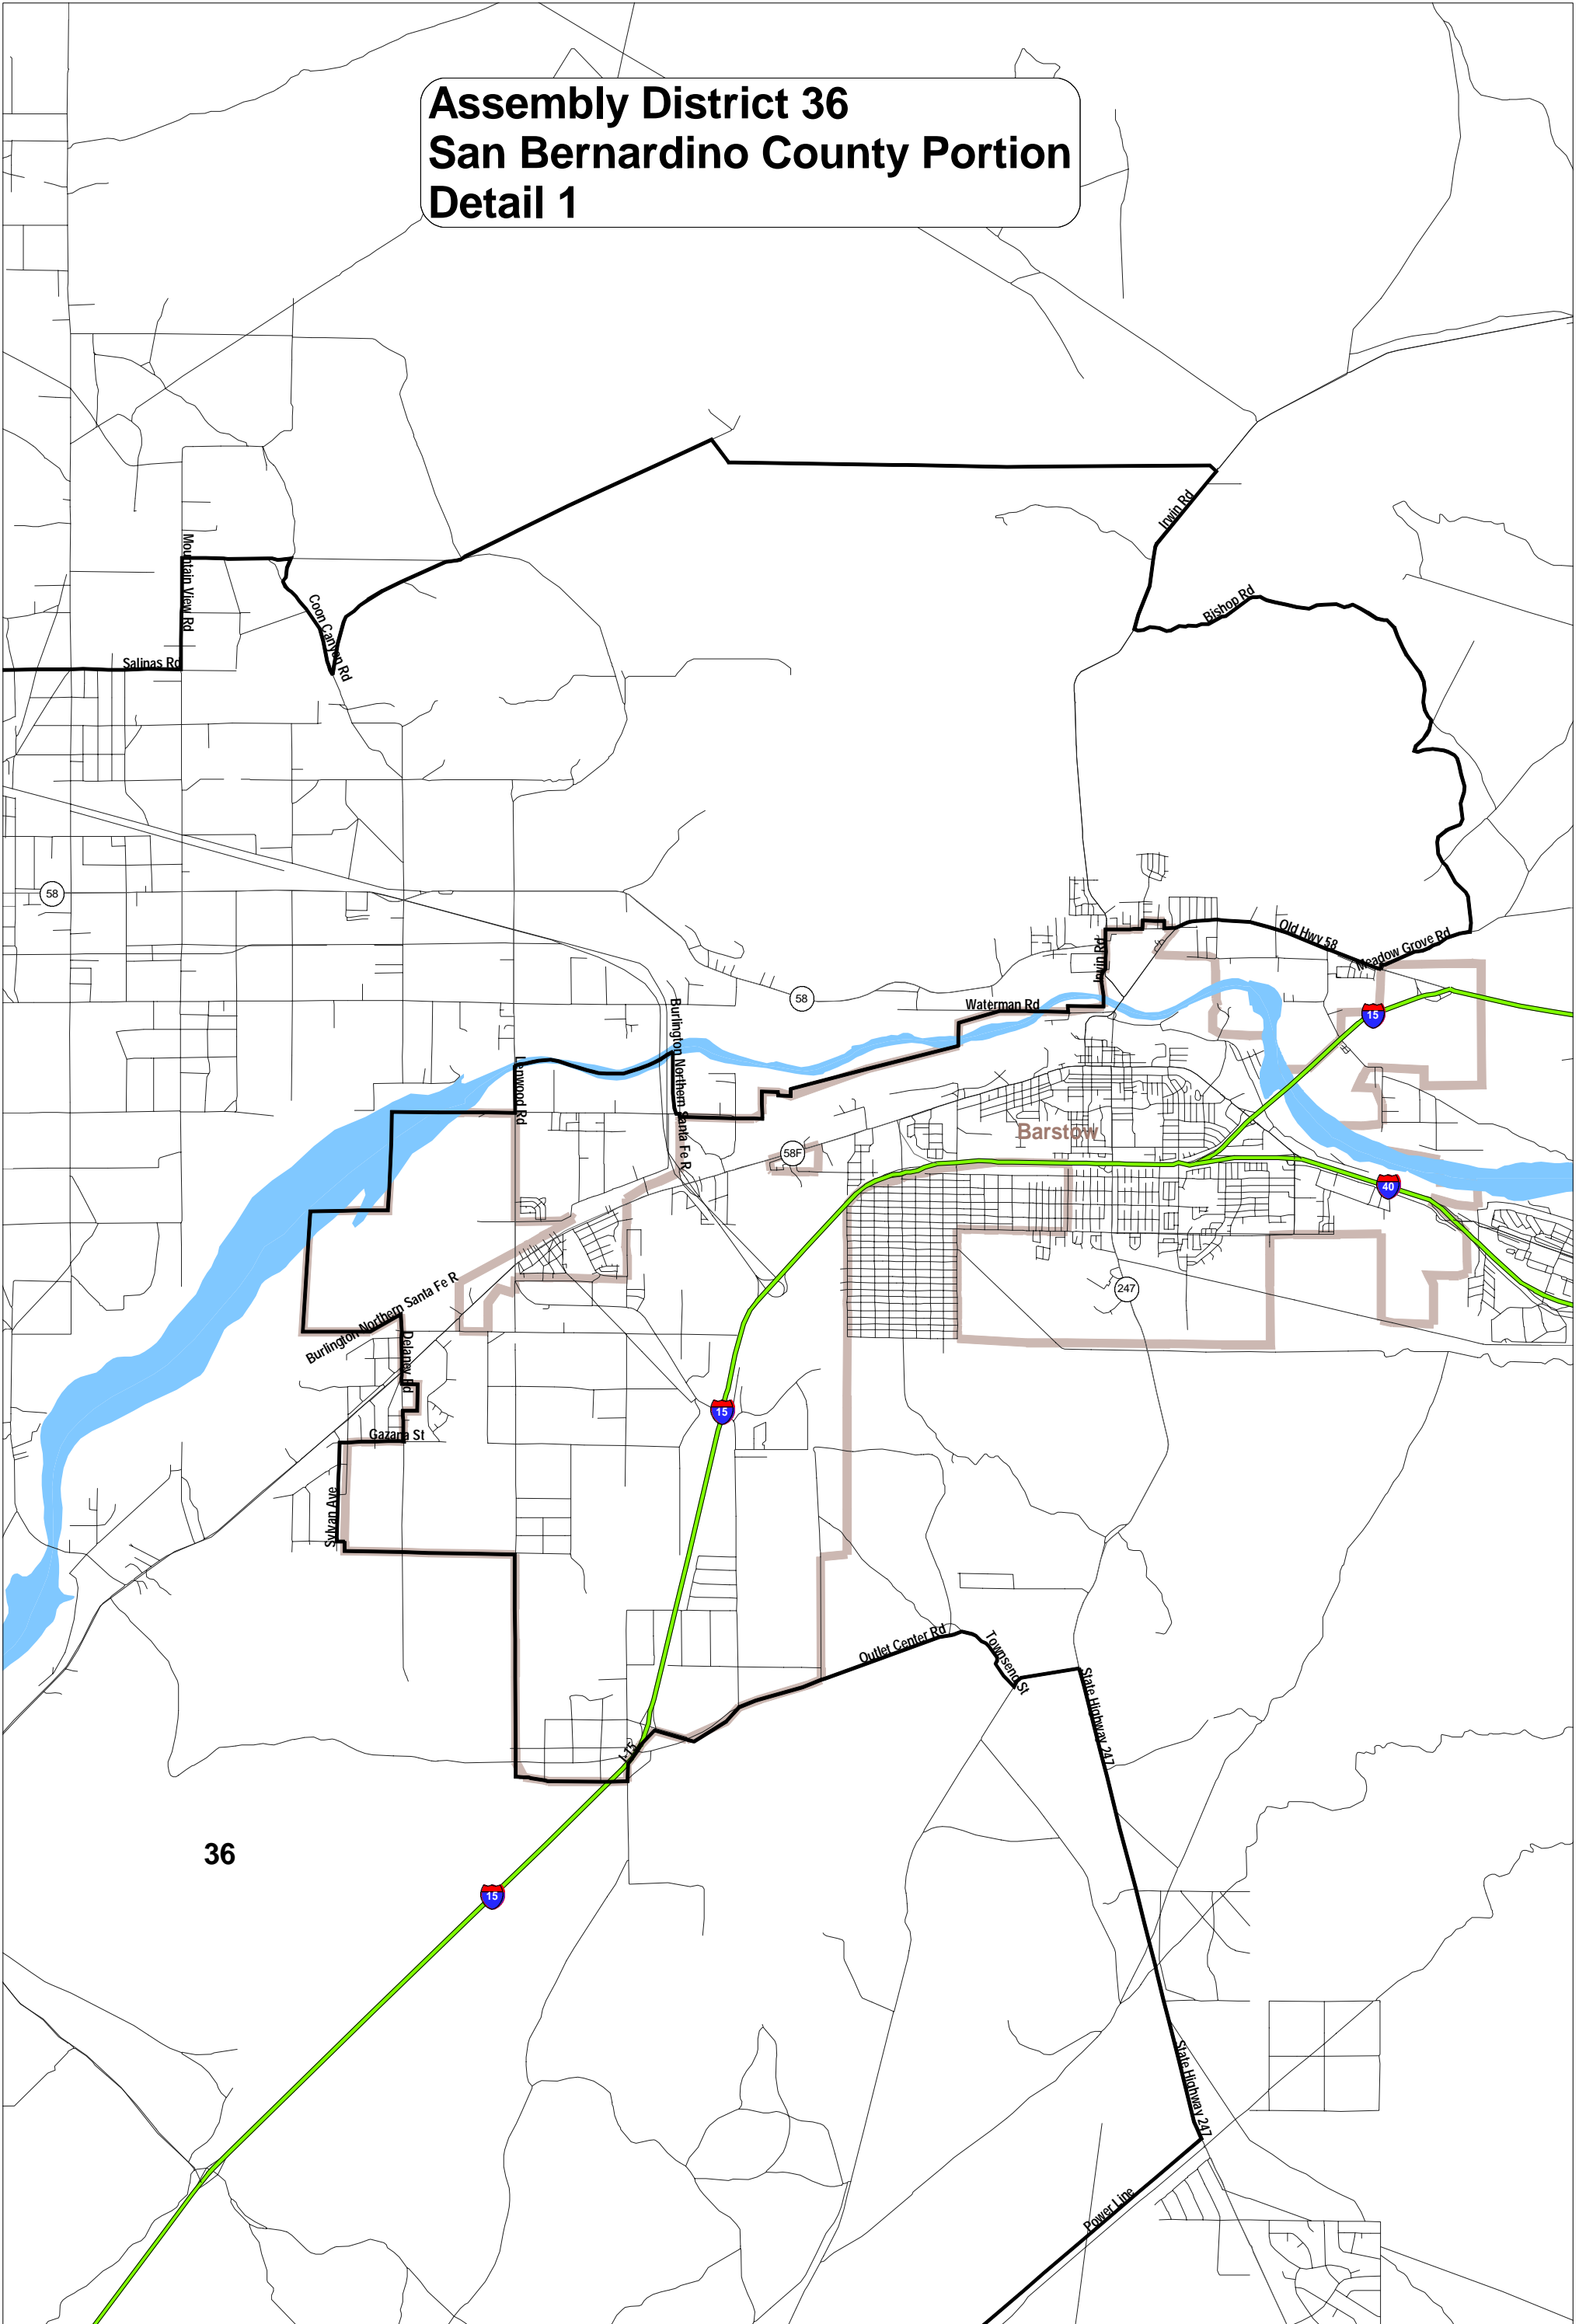 Assembly District 36
San Bernardino County Portion
Detail 1
Irwin Rd
Mountain View Rd
Bishop Rd
Coon Canyon Rd
Salinas Rd
58
Old Hwy 58
Irwin Rd
Meadow Grove Rd
58
Waterman Rd
15
Burlington Northern Santa Fe R
Lenwood Rd
Barstow
58F
40
247
Burlington Northern Santa Fe R
Delaney Rd
15
Gazana St
Sylvan Ave
Outlet Center Rd
Townsend St
State Highway 247
I-15
36
15
State Highway 247
Power Line